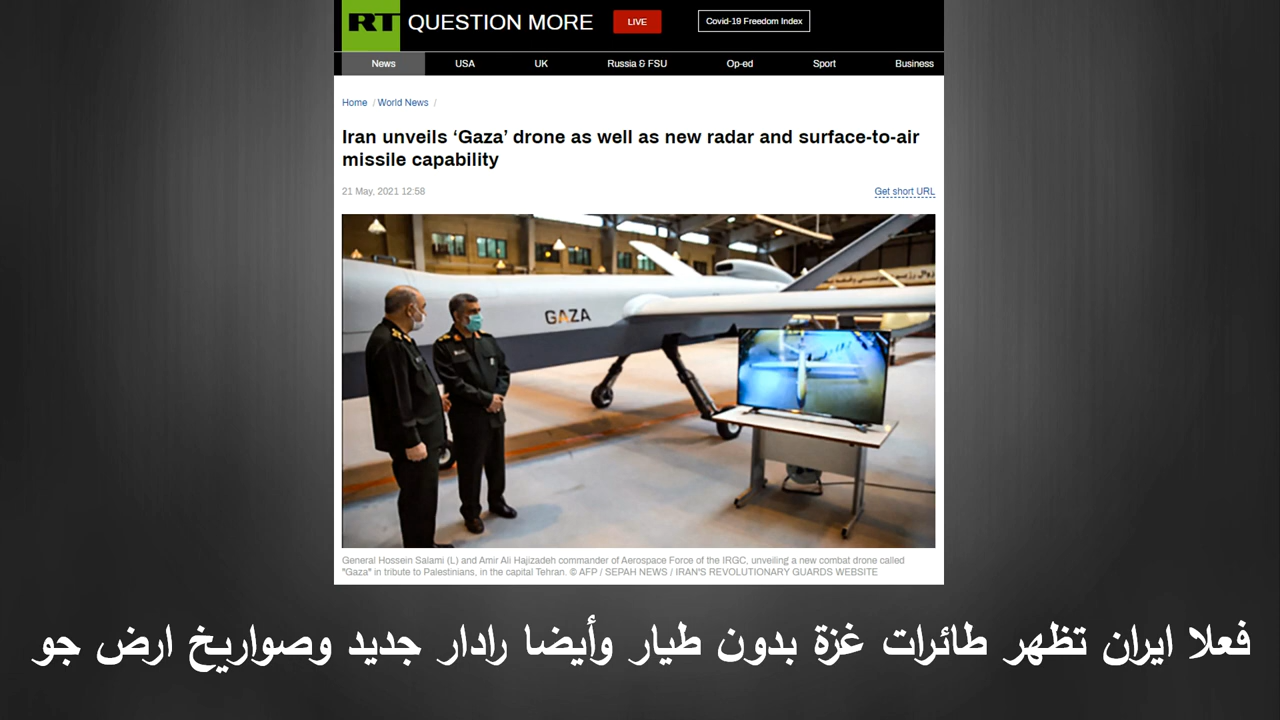 RT QUESTION MORE LIVE Covid-19 Freedom Index
News USA UK Russia & FSU Op-ed Sport Business
Home / World News /
Iran unveils ‘Gaza’ drone as well as new radar and surface-to-air
missile capability
21 May, 2021 12:58 Get short URL
GAZA
General Hossein Salami (L) and Amir Ali Hajizadeh commander of Aerospace Force of the IRGC, unveiling a new combat drone called
"Gaza" in tribute to Palestinians, in the capital Tehran. © AFP / SEPAH NEWS / IRAN'S REVOLUTIONARY GUARDS WEBSITE
فعلا ايران تظهر طائرات غزة بدون طيار وأيضا رادار جديد وصواريخ ارض جو